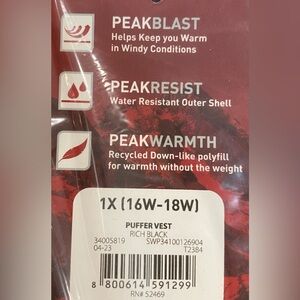 PEAKBLAST
Helps Keep you Warm
in Windy Conditions
PEAKRESIST
Water Resistant Outer Shell
PEAKWARMTH
Recycled Down-like polyfill
for warmth without the weight
1X (16W-18W)
PUFFER VEST
RICH BLACK
34005819 SWP34100126904
04-23 T2384
8 800614 591299
RN# 52469